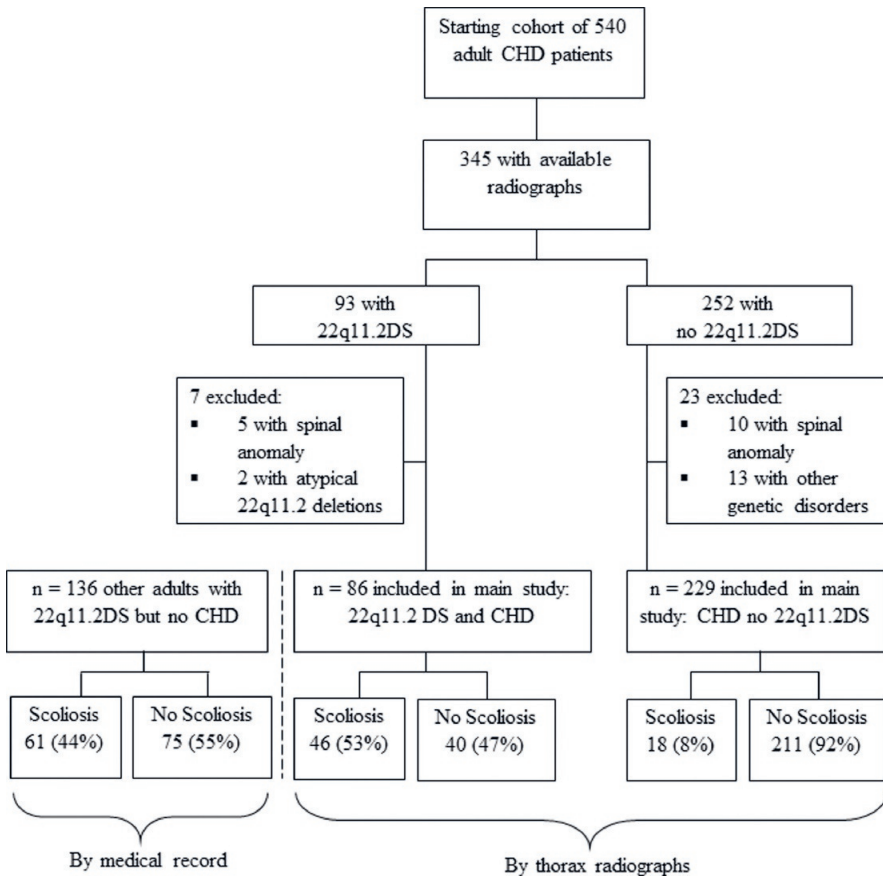 Starting cohort of 540
adult CHD patients
345 with available
radiographs
93 with
22q11.2DS
252 with
no 22q11.2DS
7 excluded:
▪ 5 with spinal
anomaly
▪ 2 with atypical
22q11.2 deletions
23 excluded:
▪ 10 with spinal
anomaly
▪ 13 with other
genetic disorders
n = 136 other adults with
22q11.2DS but no CHD
n = 86 included in main study:
22q11.2 DS and CHD
n = 229 included in main
study: CHD no 22q11.2DS
Scoliosis
61 (44%)
No Scoliosis
75 (55%)
Scoliosis
46 (53%)
No Scoliosis
40 (47%)
Scoliosis
18 (8%)
No Scoliosis
211 (92%)
By medical record
By thorax radiographs